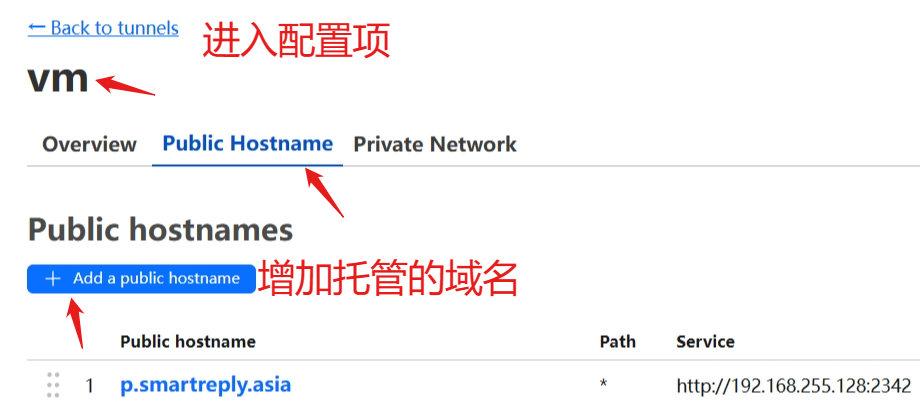 ← Back to tunnels
进入配置项
vm
Overview Public Hostname Private Network
Public hostnames
+ Add a public hostname
增加托管的域名
Public hostname Path Service
1 p.smartreply.asia * http://192.168.255.128:2342